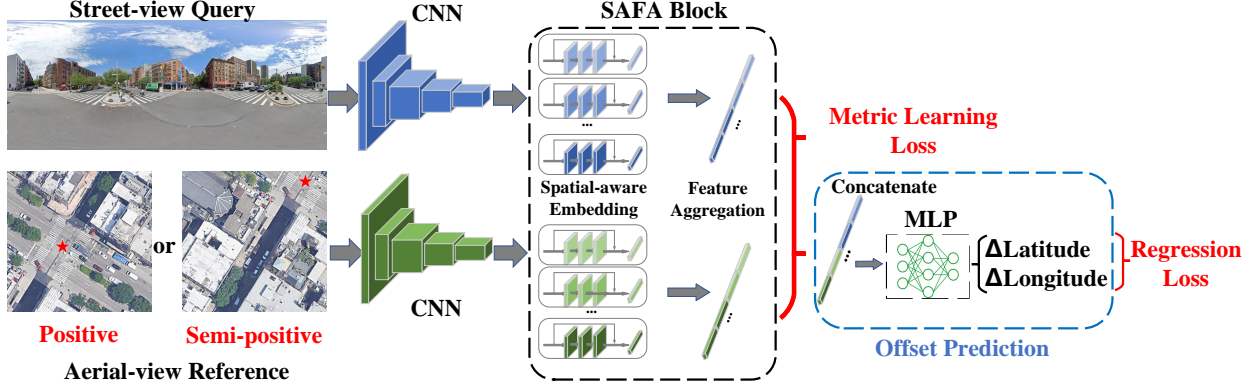 Street-view Query
CNN
SAFA Block
...
Metric Learning
Loss
Spatial-aware
Embedding
Feature
Aggregation
Concatenate
MLP
ΔLatitude
ΔLongitude
Regression
Loss
or
...
CNN
Positive
Semi-positive
Offset Prediction
Aerial-view Reference